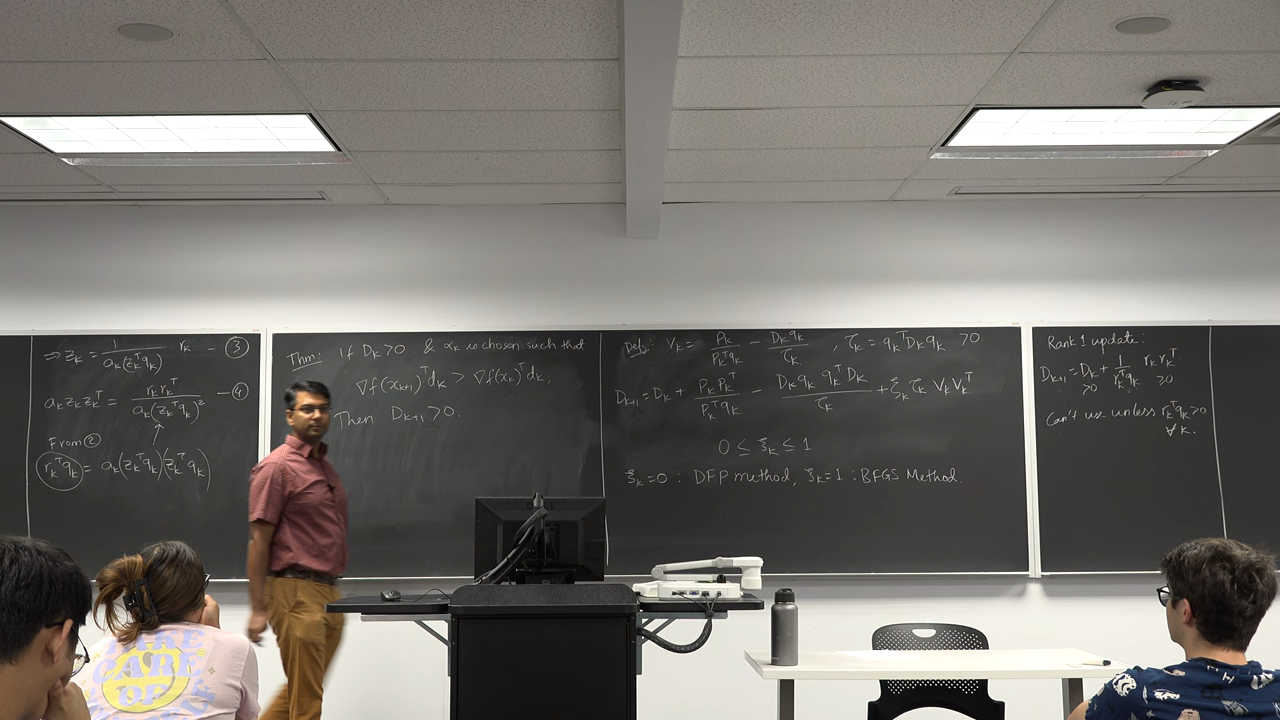 ⇒ z_k = 1 / a_k(z_k^T q_k) r_k – ③
a_k z_k z_k^T = r_k r_k^T / a_k(z_k^T q_k)^2 – ④
From ②
r_k^T q_k = a_k(z_k^T q_k)(z_k^T q_k)
Thm: If D_k > 0 & α_k is chosen such that
∇f(x_{k+1})^T d_k > ∇f(x_k)^T d_k,
Then D_{k+1} > 0.
Def: V_k = p_k / p_k^T q_k − D_k q_k / τ_k , τ_k = q_k^T D_k q_k > 0
D_{k+1} = D_k + p_k p_k^T / p_k^T q_k − D_k q_k q_k^T D_k / τ_k + ξ_k τ_k V_k V_k^T
0 ≤ ξ_k ≤ 1
ξ_k=0 : DFP method, ξ_k=1 : BFGS Method.
Rank 1 update:
D_{k+1} = D_k + 1 / r_k^T q_k r_k r_k^T
>0 ≥0
Can't use unless r_k^T q_k > 0
∀ k.
CARE
OF